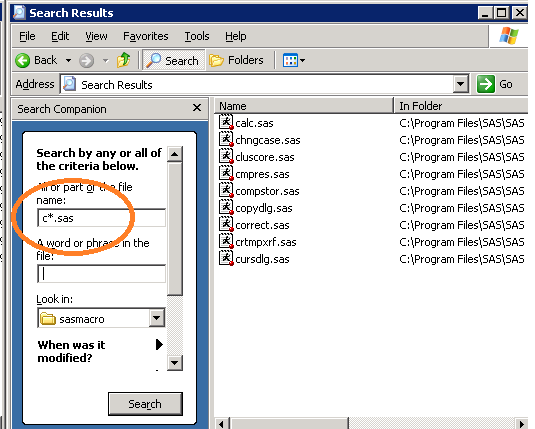 Search Results
File Edit View Favorites Tools Help
Back Search Folders
Address Search Results Go
Search Companion X
Search by any or all of
the criteria below.
All or part of the file
name:
c*.sas
A word or phrase in the
file:
Look in:
sasmacro
When was it
modified?
Search
Name In Folder
calc.sas C:\Program Files\SAS\SAS
chngcase.sas C:\Program Files\SAS\SAS
cluscore.sas C:\Program Files\SAS\SAS
cmpres.sas C:\Program Files\SAS\SAS
compstor.sas C:\Program Files\SAS\SAS
copydlg.sas C:\Program Files\SAS\SAS
correct.sas C:\Program Files\SAS\SAS
crtmpxrf.sas C:\Program Files\SAS\SAS
cursdlg.sas C:\Program Files\SAS\SAS